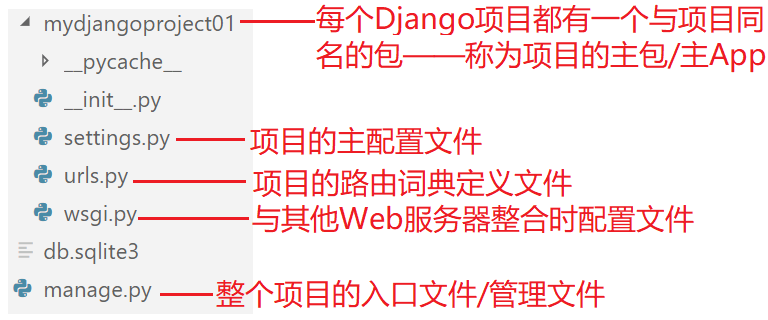 mydjangoproject01
每个Django项目都有一个与项目同
名的包——称为项目的主包/主App
__pycache__
__init__.py
settings.py
项目的主配置文件
urls.py
项目的路由词典定义文件
wsgi.py
与其他Web服务器整合时配置文件
db.sqlite3
manage.py
整个项目的入口文件/管理文件